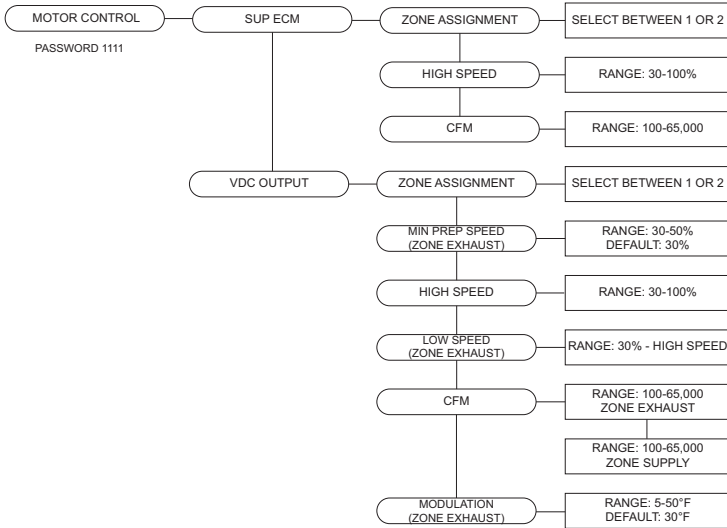 MOTOR CONTROL
PASSWORD 1111
SUP ECM
ZONE ASSIGNMENT
SELECT BETWEEN 1 OR 2
HIGH SPEED
RANGE: 30-100%
CFM
RANGE: 100-65,000
VDC OUTPUT
ZONE ASSIGNMENT
SELECT BETWEEN 1 OR 2
MIN PREP SPEED
(ZONE EXHAUST)
RANGE: 30-50%
DEFAULT: 30%
HIGH SPEED
RANGE: 30-100%
LOW SPEED
(ZONE EXHAUST)
RANGE: 30% - HIGH SPEED
CFM
RANGE: 100-65,000
ZONE EXHAUST
RANGE: 100-65,000
ZONE SUPPLY
MODULATION
(ZONE EXHAUST)
RANGE: 5-50°F
DEFAULT: 30°F